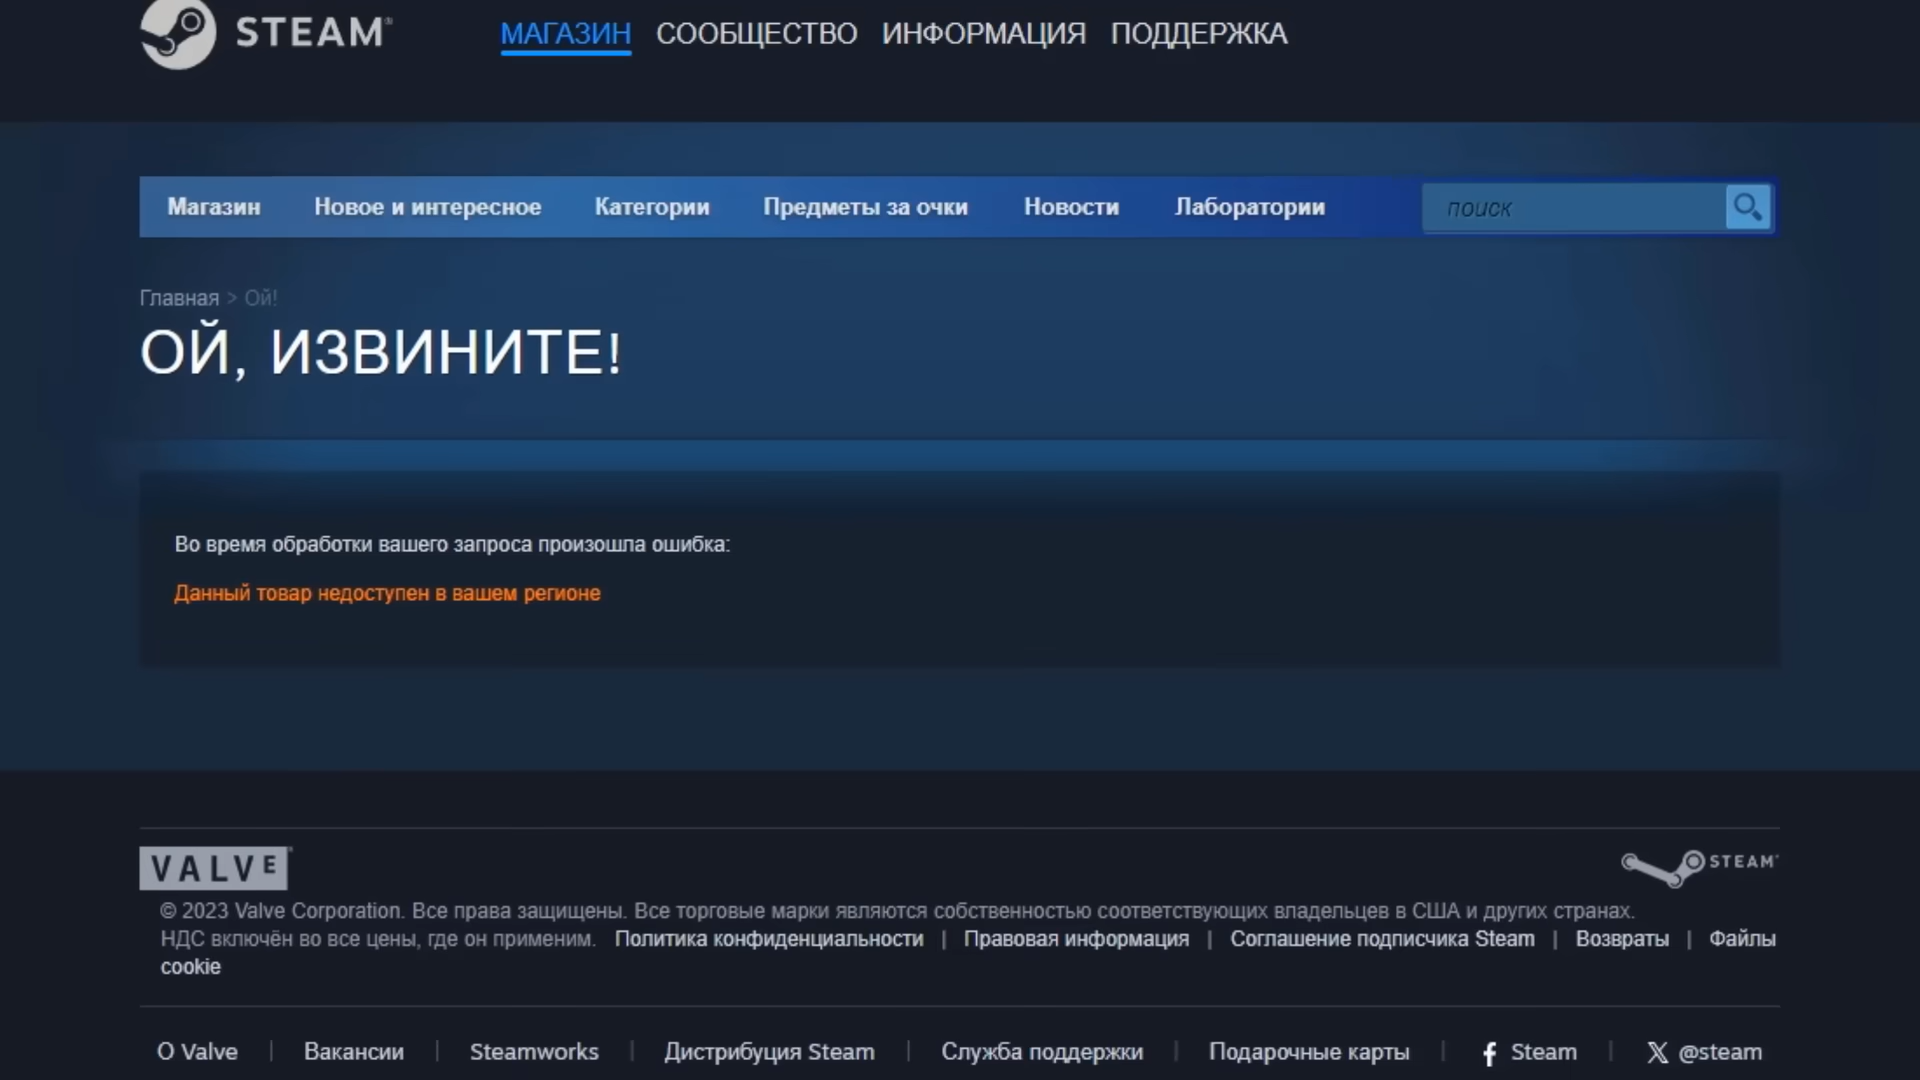 STEAM®
МАГАЗИН СООБЩЕСТВО ИНФОРМАЦИЯ ПОДДЕРЖКА
Магазин Новое и интересное Категории Предметы за очки Новости Лаборатории поиск
Главная > Ой!
ОЙ, ИЗВИНИТЕ!
Во время обработки вашего запроса произошла ошибка:
Данный товар недоступен в вашем регионе
VALVE
STEAM
© 2023 Valve Corporation. Все права защищены. Все торговые марки являются собственностью соответствующих владельцев в США и других странах.
НДС включён во все цены, где он применим. Политика конфиденциальности | Правовая информация | Соглашение подписчика Steam | Возвраты | Файлы
cookie
О Valve | Вакансии | Steamworks | Дистрибуция Steam | Служба поддержки | Подарочные карты | Steam | @steam